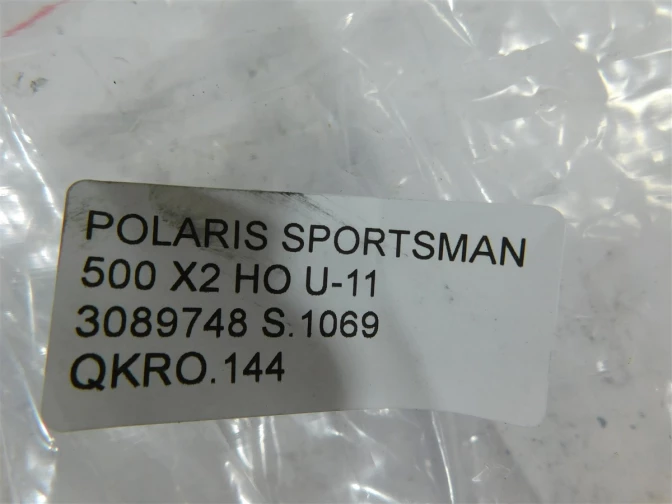 POLARIS SPORTSMAN
500 X2 HO U-11
3089748 S.1069
QKRO.144